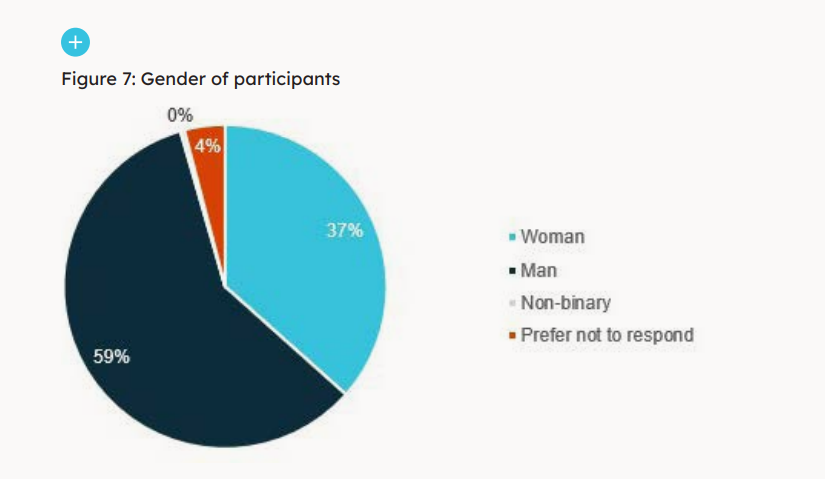 Figure 7: Gender of participants
0%
4%
37%
59%
Woman
Man
Non-binary
Prefer not to respond